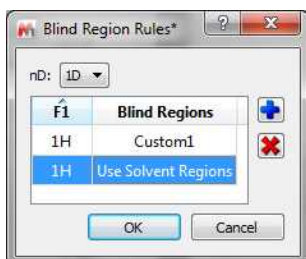 Blind Region Rules*
nD: 1D
F1 Blind Regions
1H Custom1
1H Use Solvent Regions
OK Cancel